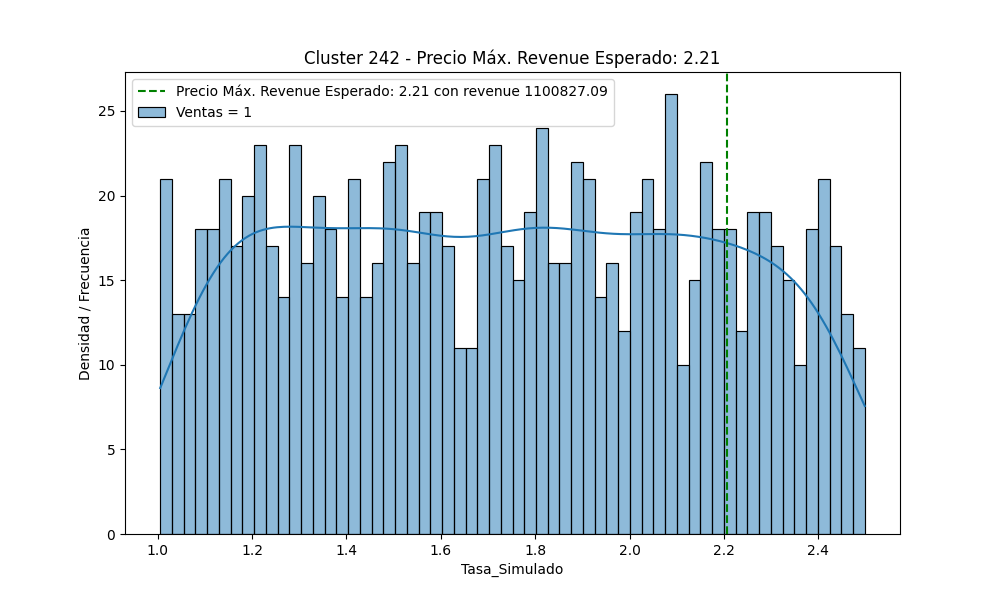 Cluster 242 - Precio Máx. Revenue Esperado: 2.21
Precio Máx. Revenue Esperado: 2.21 con revenue 1100827.09
Ventas = 1
Densidad / Frecuencia
25
20
15
10
5
0
1.0 1.2 1.4 1.6 1.8 2.0 2.2 2.4
Tasa_Simulado